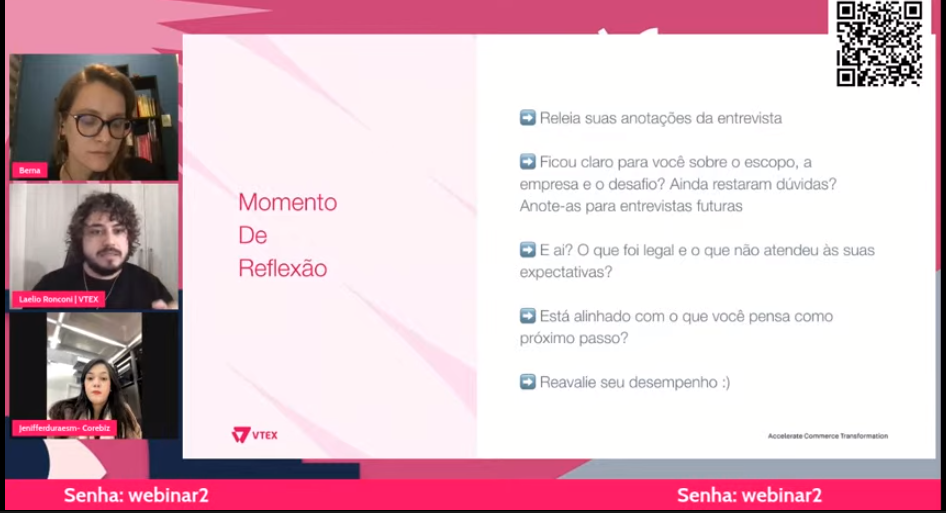 Berna
Laelio Ronconi | VTEX
Jenifferduraesm- Corebiz
Momento
De
Reflexão
VTEX
➡️ Releia suas anotações da entrevista
➡️ Ficou claro para você sobre o escopo, a
empresa e o desafio? Ainda restaram dúvidas?
Anote-as para entrevistas futuras
➡️ E ai? O que foi legal e o que não atendeu às suas
expectativas?
➡️ Está alinhado com o que você pensa como
próximo passo?
➡️ Reavalie seu desempenho :)
Accelerate Commerce Transformation
Senha: webinar2
Senha: webinar2